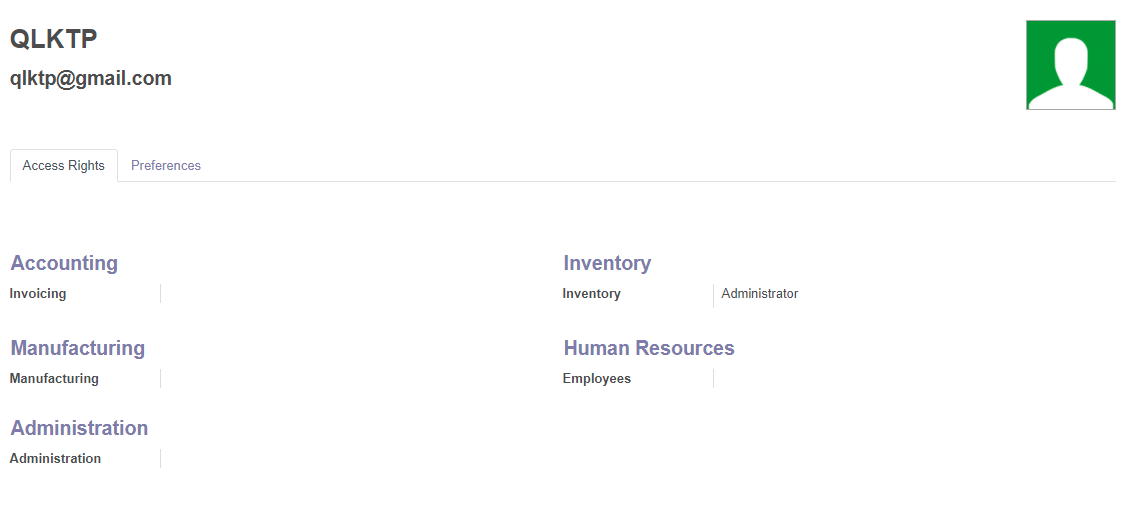 QLKTP
qlktp@gmail.com
Access Rights
Preferences
Accounting
Invoicing
Inventory
Inventory Administrator
Manufacturing
Manufacturing
Human Resources
Employees
Administration
Administration